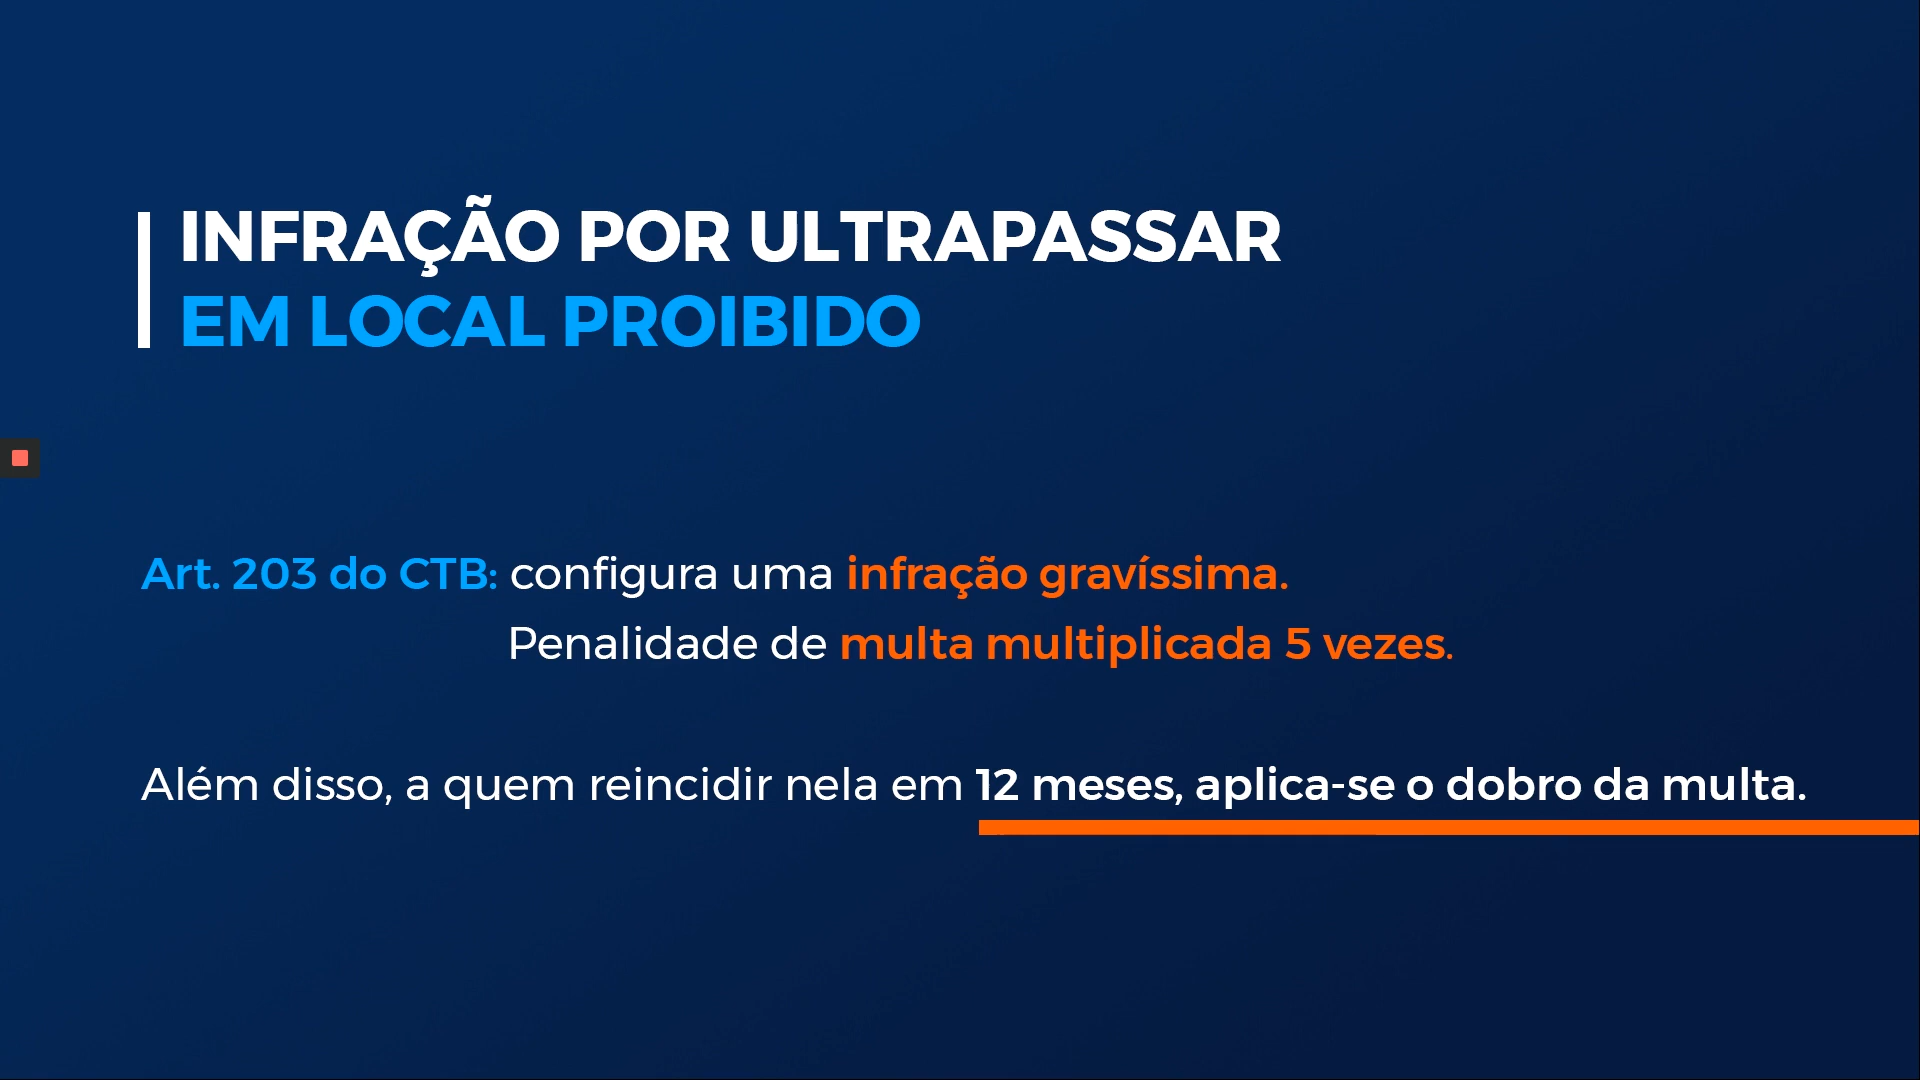 INFRAÇÃO POR ULTRAPASSAR
EM LOCAL PROIBIDO
Art. 203 do CTB: configura uma infração gravíssima.
Penalidade de multa multiplicada 5 vezes.
Além disso, a quem reincidir nela em 12 meses, aplica-se o dobro da multa.